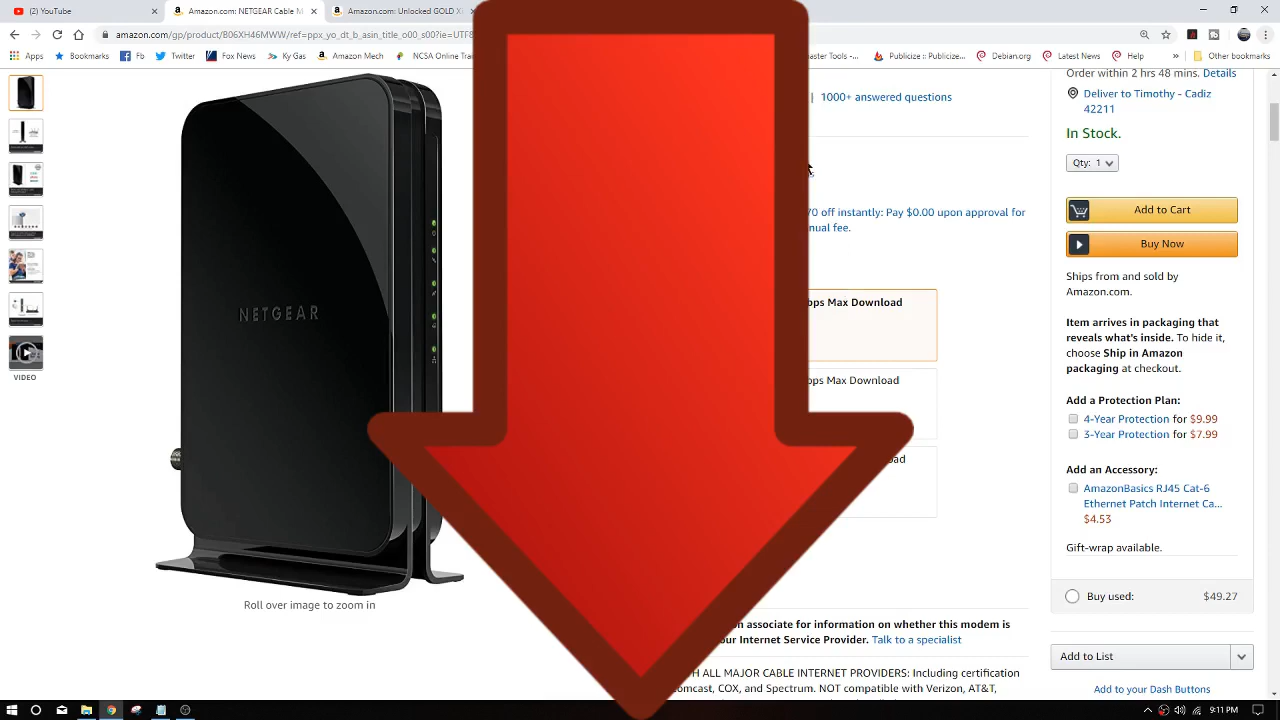 (2) YouTube
Amazon.com: NETGEAR Cable M
Amazon.com: Unlocked GOLD X
amazon.com/gp/product/B06XH46MWW/ref=ppx_yo_dt_b_asin_title_o00_s00?ie=UTF8
Apps
Bookmarks
Fb
Twitter
Fox News
Ky Gas
Amazon Mech
NCSA Online Tra
aster Tools -...
Publicize :: Publicize...
Debian.org
Latest News
Help
Other bookmarks
VIDEO
NETGEAR
Roll over image to zoom in
| 1000+ answered questions
70 off instantly: Pay $0.00 upon approval for
nual fee.
bps Max Download
bps Max Download
ad
on associate for information on whether this modem is
our Internet Service Provider. Talk to a specialist
H ALL MAJOR CABLE INTERNET PROVIDERS: Including certification
omcast, COX, and Spectrum. NOT compatible with Verizon, AT&T,
Order within 2 hrs 48 mins. Details
Deliver to Timothy - Cadiz
42211
In Stock.
Qty: 1
Add to Cart
Buy Now
Ships from and sold by
Amazon.com.
Item arrives in packaging that
reveals what's inside. To hide it,
choose Ship in Amazon
packaging at checkout.
Add a Protection Plan:
4-Year Protection for $9.99
3-Year Protection for $7.99
Add an Accessory:
AmazonBasics RJ45 Cat-6
Ethernet Patch Internet Ca...
$4.53
Gift-wrap available.
Buy used: $49.27
Add to List
Add to your Dash Buttons
9:11 PM